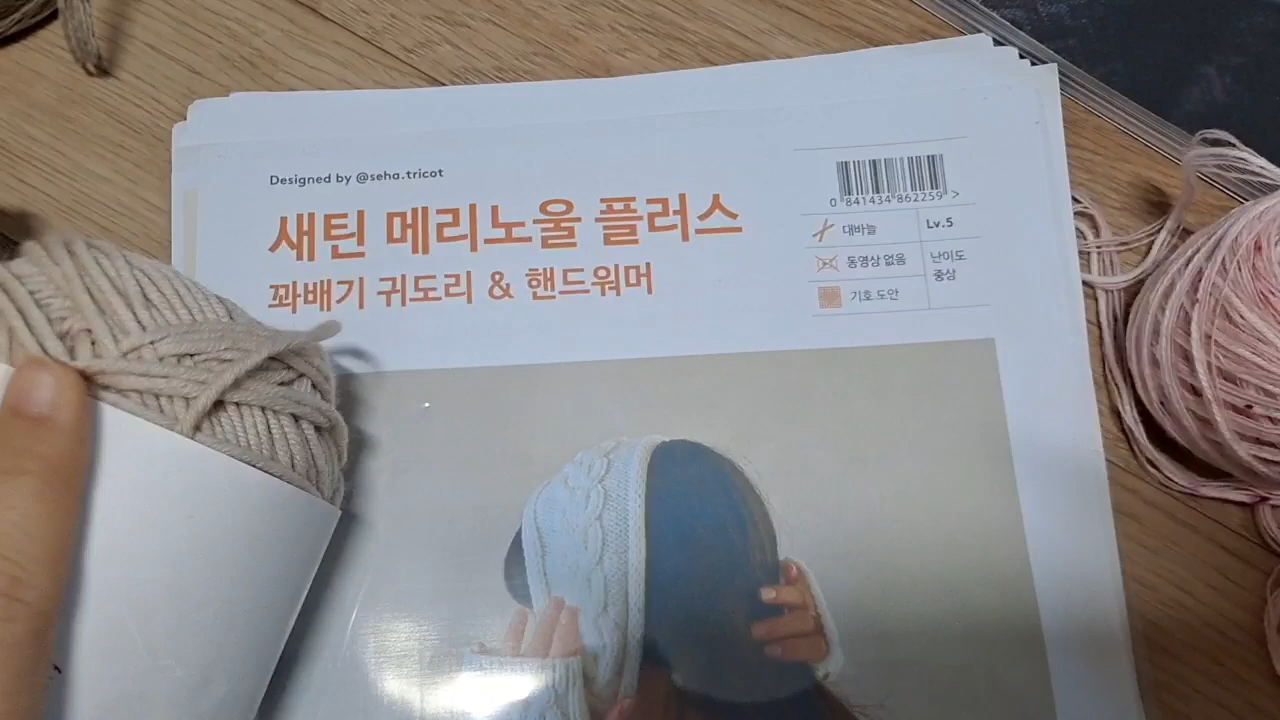 Designed by @seha.tricot
새틴 메리노울 플러스
꽈배기 귀도리 & 핸드워머
0 841434 862259 >
대바늘
Lv.5
동영상 없음
난이도
중상
기호 도안